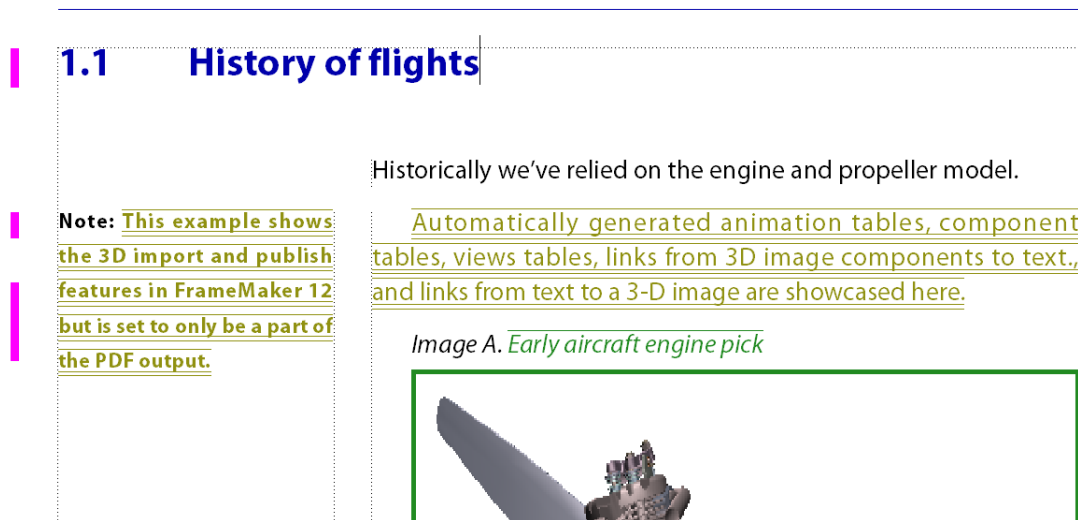 1.1 History of flights
Historically we've relied on the engine and propeller model.
Note: This example shows
the 3D import and publish
features in FrameMaker 12
but is set to only be a part of
the PDF output.
Automatically generated animation tables, component
tables, views tables, links from 3D image components to text.,
and links from text to a 3-D image are showcased here.
Image A. Early aircraft engine pick